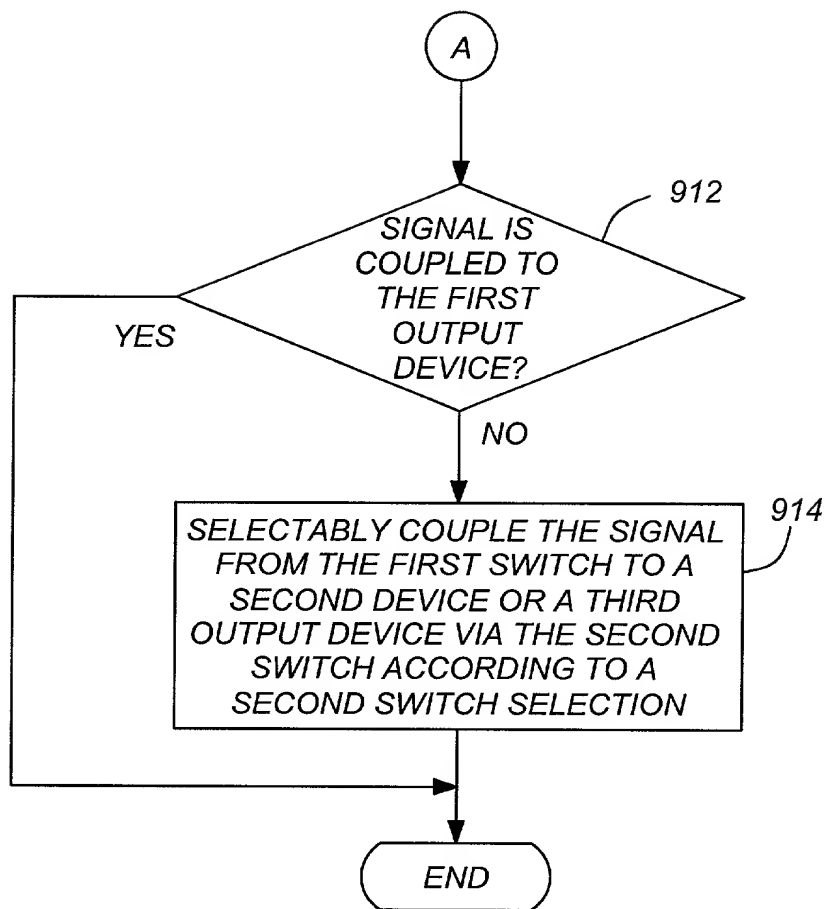 A
912
SIGNAL IS
COUPLED TO
THE FIRST
OUTPUT
DEVICE?
YES
NO
914
SELECTABLY COUPLE THE SIGNAL
FROM THE FIRST SWITCH TO A
SECOND DEVICE OR A THIRD
OUTPUT DEVICE VIA THE SECOND
SWITCH ACCORDING TO A
SECOND SWITCH SELECTION
END